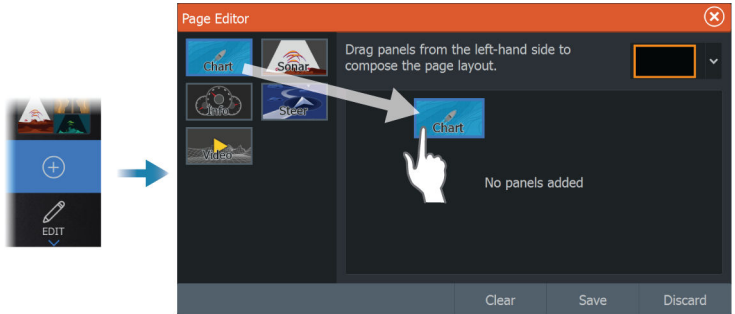 EDIT
Page Editor
Chart
Sonar
Info
Steer
Video
Drag panels from the left-hand side to
compose the page layout.
Chart
No panels added
Clear
Save
Discard